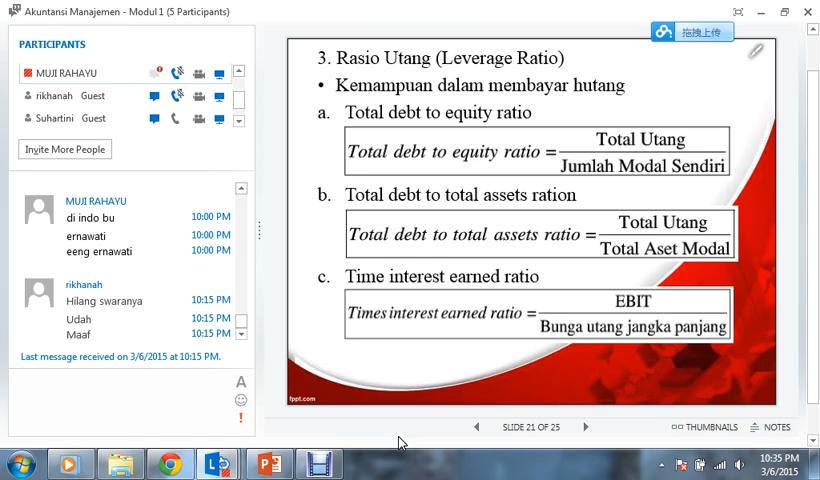 Akuntansi Manajemen - Modul 1 (5 Participants)
PARTICIPANTS
MUJI RAHAYU
rikhanah Guest
Suhartini Guest
Invite More People
MUJI RAHAYU
di indo bu 10:00 PM
ernawati 10:00 PM
eeng ernawati 10:00 PM
rikhanah
Hilang swaranya 10:15 PM
Udah 10:15 PM
Maaf 10:15 PM
Last message received on 3/6/2015 at 10:15 PM.
A
拖拽上传
3. Rasio Utang (Leverage Ratio)
• Kemampuan dalam membayar hutang
a. Total debt to equity ratio
Total debt to equity ratio = Total Utang
Jumlah Modal Sendiri
b. Total debt to total assets ration
Total debt to total assets ratio = Total Utang
Total Aset Modal
c. Time interest earned ratio
Times interest earned ratio = EBIT
Bunga utang jangka panjang
fppt.com
SLIDE 21 OF 25
THUMBNAILS
NOTES
10:35 PM
3/6/2015